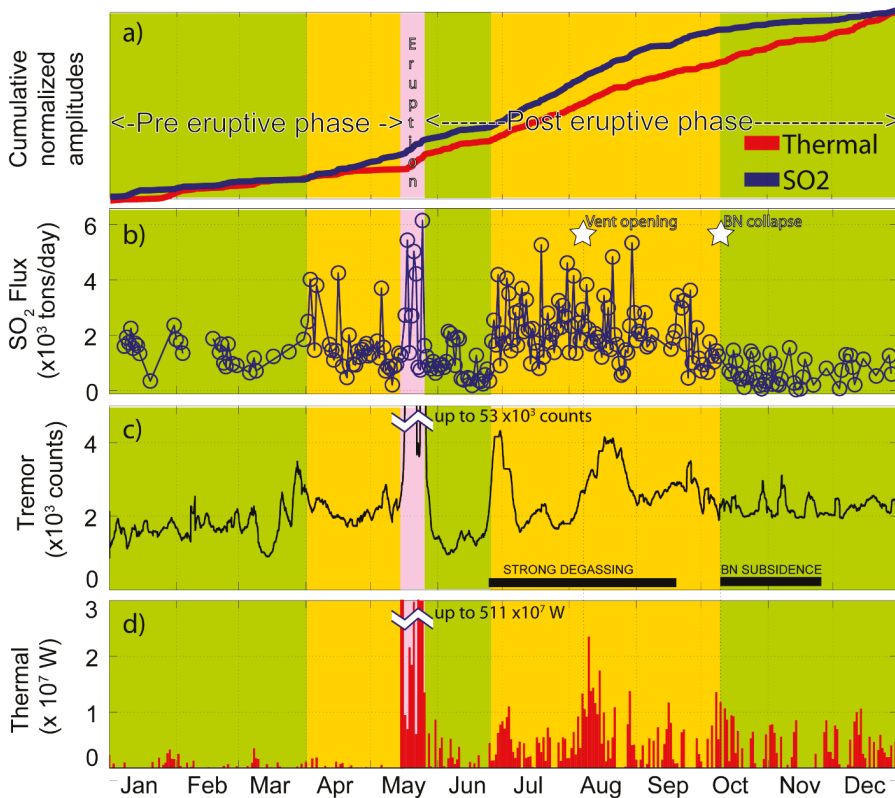 Cumulative
normalized
amplitudes
a)
<-Pre eruptive phase ->
Eruption
<------Post eruptive phase------------->
Thermal
SO2
SO₂ Flux
(x10³ tons/day)
6
4
2
0
b)
Vent opening
BN collapse
Tremor
(x10³ counts)
4
2
0
c)
up to 53 x10³ counts
STRONG DEGASSING
BN SUBSIDENCE
Thermal
(x 10⁷ W)
3
2
1
0
d)
up to 511 x10⁷ W
Jan Feb Mar Apr May Jun Jul Aug Sep Oct Nov Dec